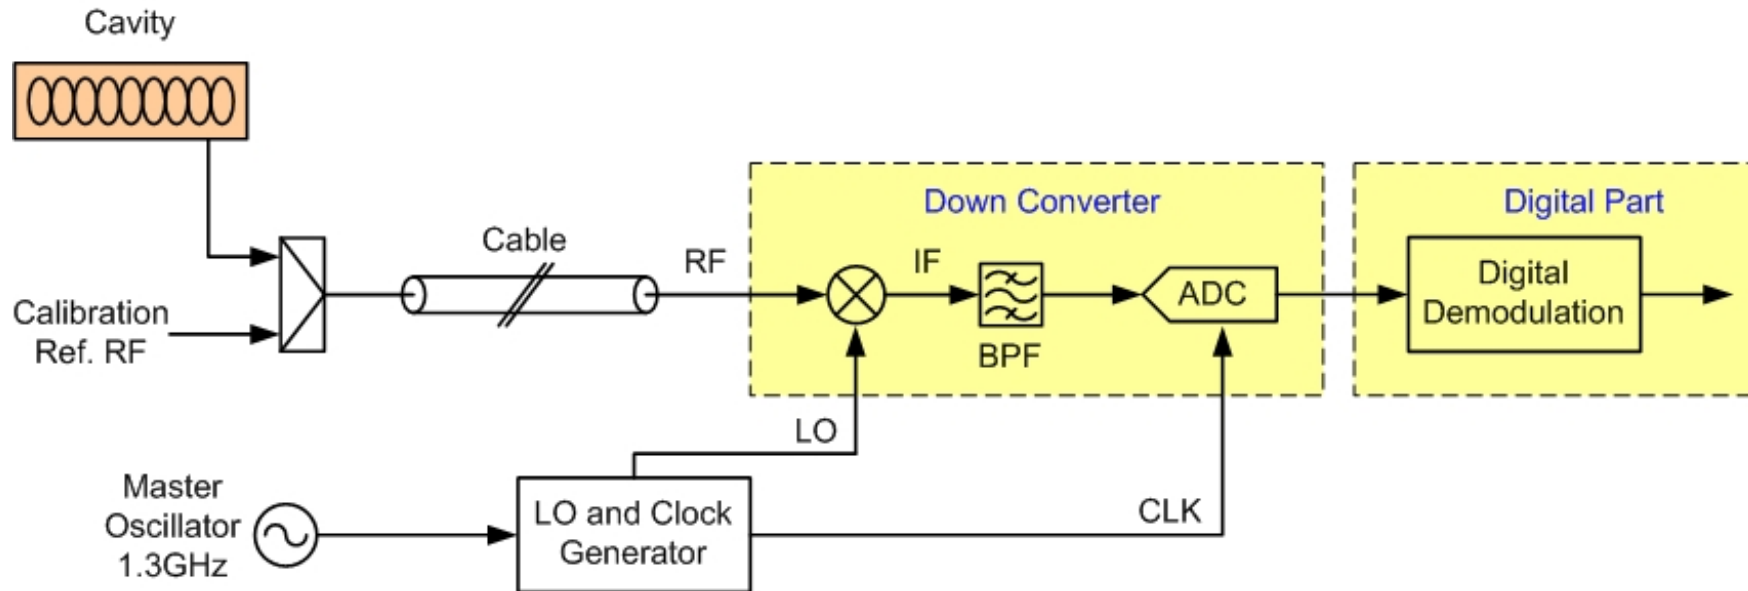 Cavity
Calibration
Ref. RF
Cable
RF
Down Converter
IF
BPF
ADC
Digital Part
Digital
Demodulation
LO
Master
Oscillator
1.3GHz
LO and Clock
Generator
CLK